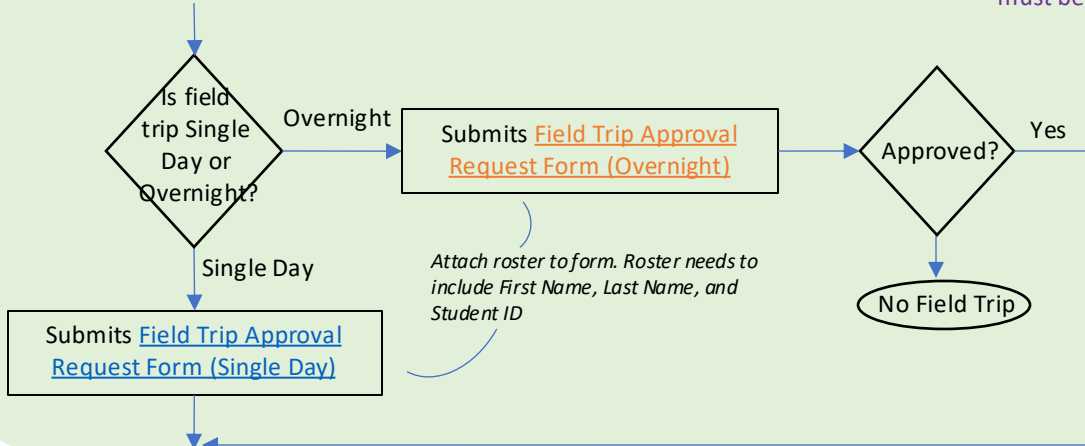 must be
Is field
trip Single
Day or
Overnight?
Overnight
Submits Field Trip Approval
Request Form (Overnight)
Approved?
Yes
Single Day
Attach roster to form. Roster needs to
include First Name, Last Name, and
Student ID
No Field Trip
Submits Field Trip Approval
Request Form (Single Day)